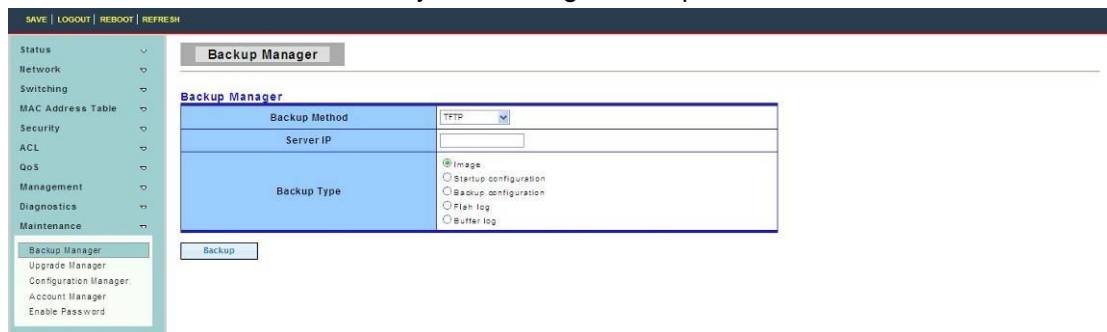 SAVE | LOGOUT | REBOOT | REFRESH
Status
Network
Switching
MAC Address Table
Security
ACL
QoS
Management
Diagnostics
Maintenance
Backup Manager
Upgrade Manager
Configuration Manager
Account Manager
Enable Password
Backup Manager
Backup Manager
Backup Method TFTP
Server IP
Backup Type
Image
Startup configuration
Backup configuration
Flah log
Buffer log
Backup